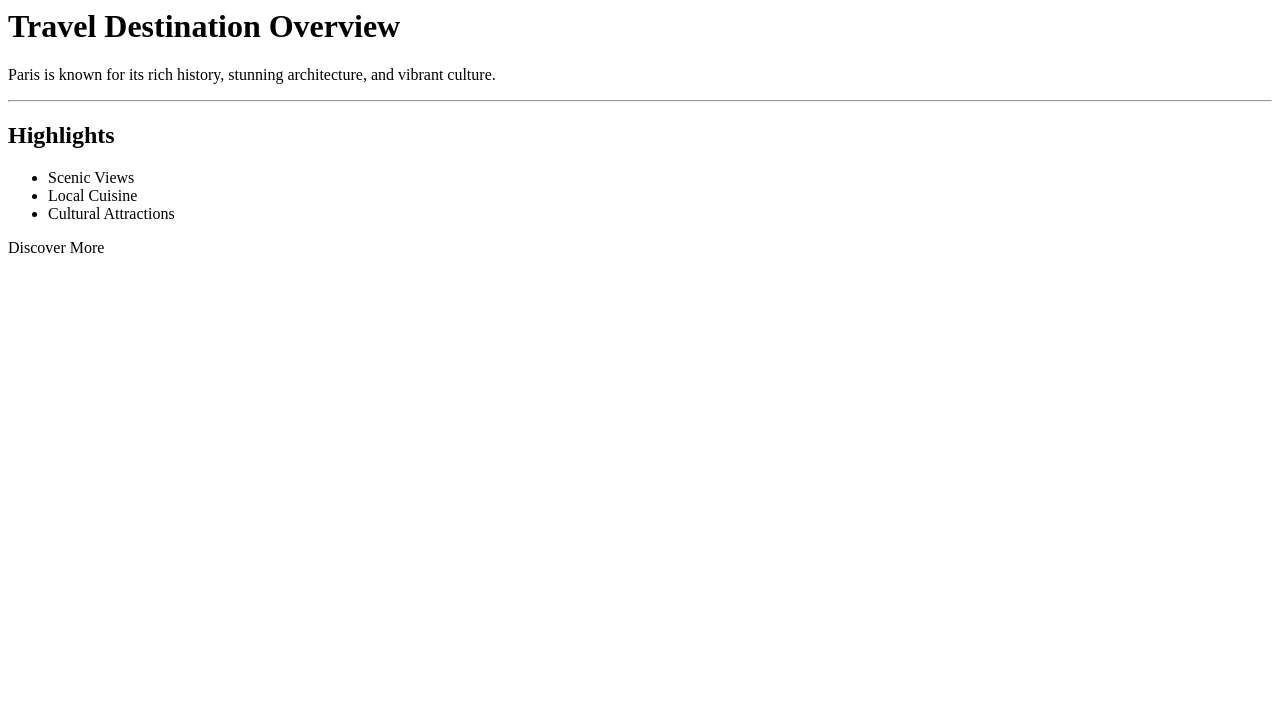 Travel Destination Overview
Paris is known for its rich history, stunning architecture, and vibrant culture.
Highlights
Scenic Views
Local Cuisine
Cultural Attractions
Discover More